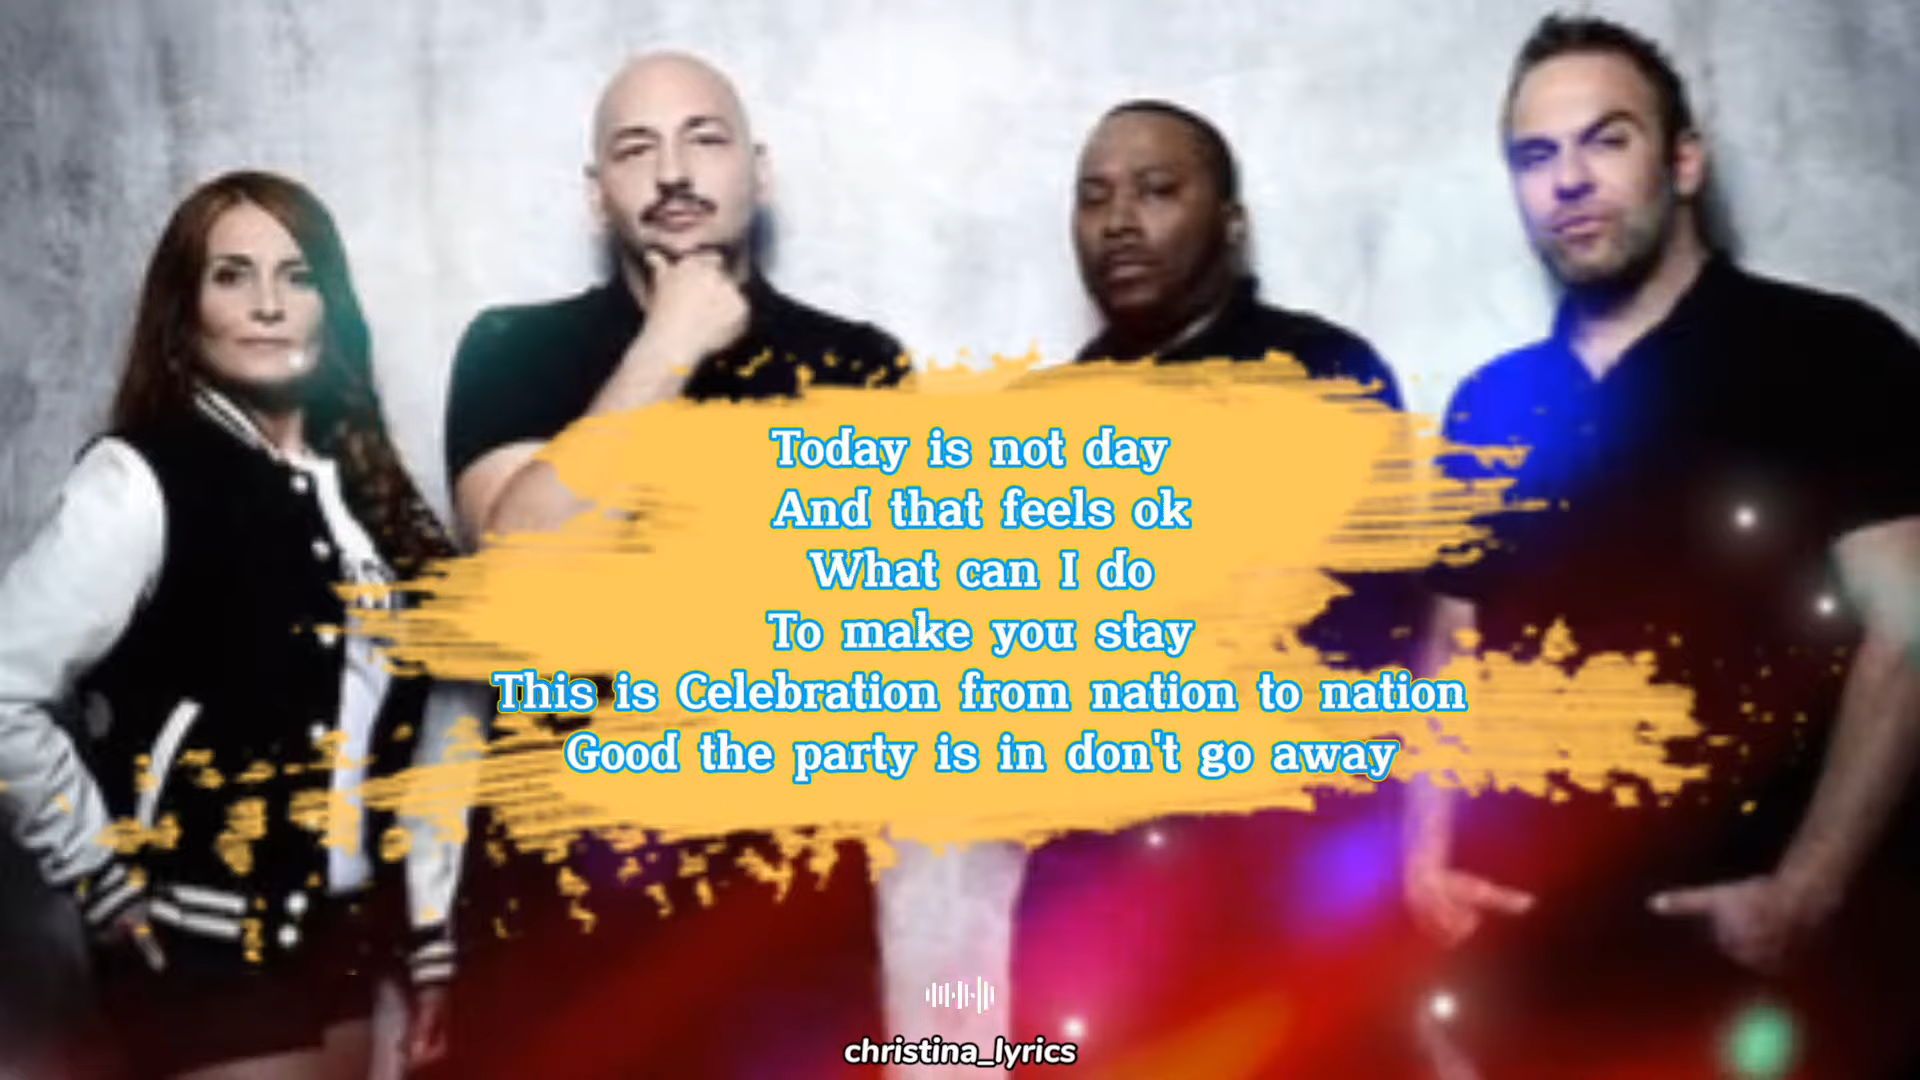 Today is not day
And that feels ok
What can I do
To make you stay
This is Celebration from nation to nation
Good the party is in don't go away
christina_lyrics